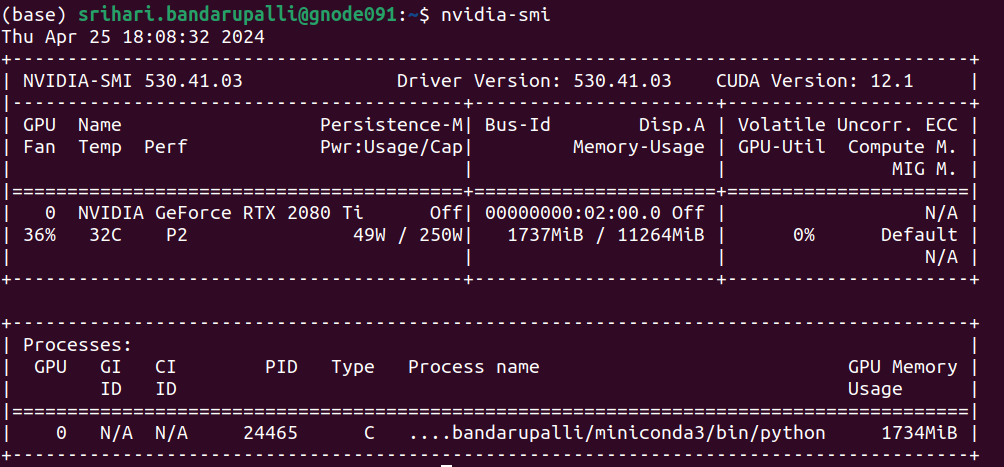 (base) srihari.bandarupalli@gnode091:~$ nvidia-smi
Thu Apr 25 18:08:32 2024
+---------------------------------------------------------------------------------------+
| NVIDIA-SMI 530.41.03              Driver Version: 530.41.03    CUDA Version: 12.1     |
|-----------------------------------------+----------------------+----------------------+
| GPU  Name                  Persistence-M| Bus-Id        Disp.A | Volatile Uncorr. ECC |
| Fan  Temp  Perf            Pwr:Usage/Cap|         Memory-Usage | GPU-Util  Compute M. |
|                                         |                      |               MIG M. |
|=========================================+======================+======================|
|   0  NVIDIA GeForce RTX 2080 Ti      Off| 00000000:02:00.0 Off |                  N/A |
| 36%   32C    P2               49W / 250W|   1737MiB / 11264MiB |      0%      Default |
|                                         |                      |                  N/A |
+-----------------------------------------+----------------------+----------------------+

+---------------------------------------------------------------------------------------+
| Processes:                                                                            |
|  GPU   GI   CI        PID   Type   Process name                            GPU Memory |
|        ID   ID                                                             Usage      |
|=======================================================================================|
|    0   N/A  N/A     24465      C   ....bandarupalli/miniconda3/bin/python     1734MiB |
+---------------------------------------------------------------------------------------+